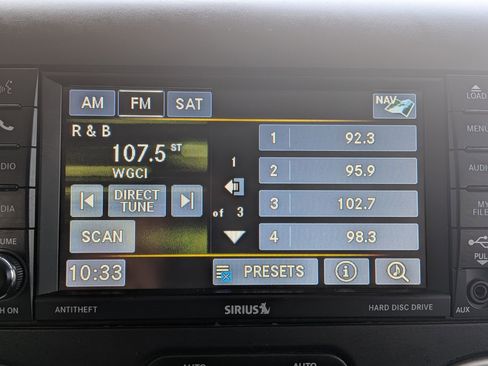 AM FM SAT NAV
R & B
107.5 ST
WGCI
DIRECT TUNE
SCAN
10:33
1
of 3
1 92.3
2 95.9
3 102.7
4 98.3
PRESETS
ANTITHEFT
SIRIUS
HARD DISC DRIVE
LOAD
MENU
AUDIO
MY
FILES
PUL
AUX